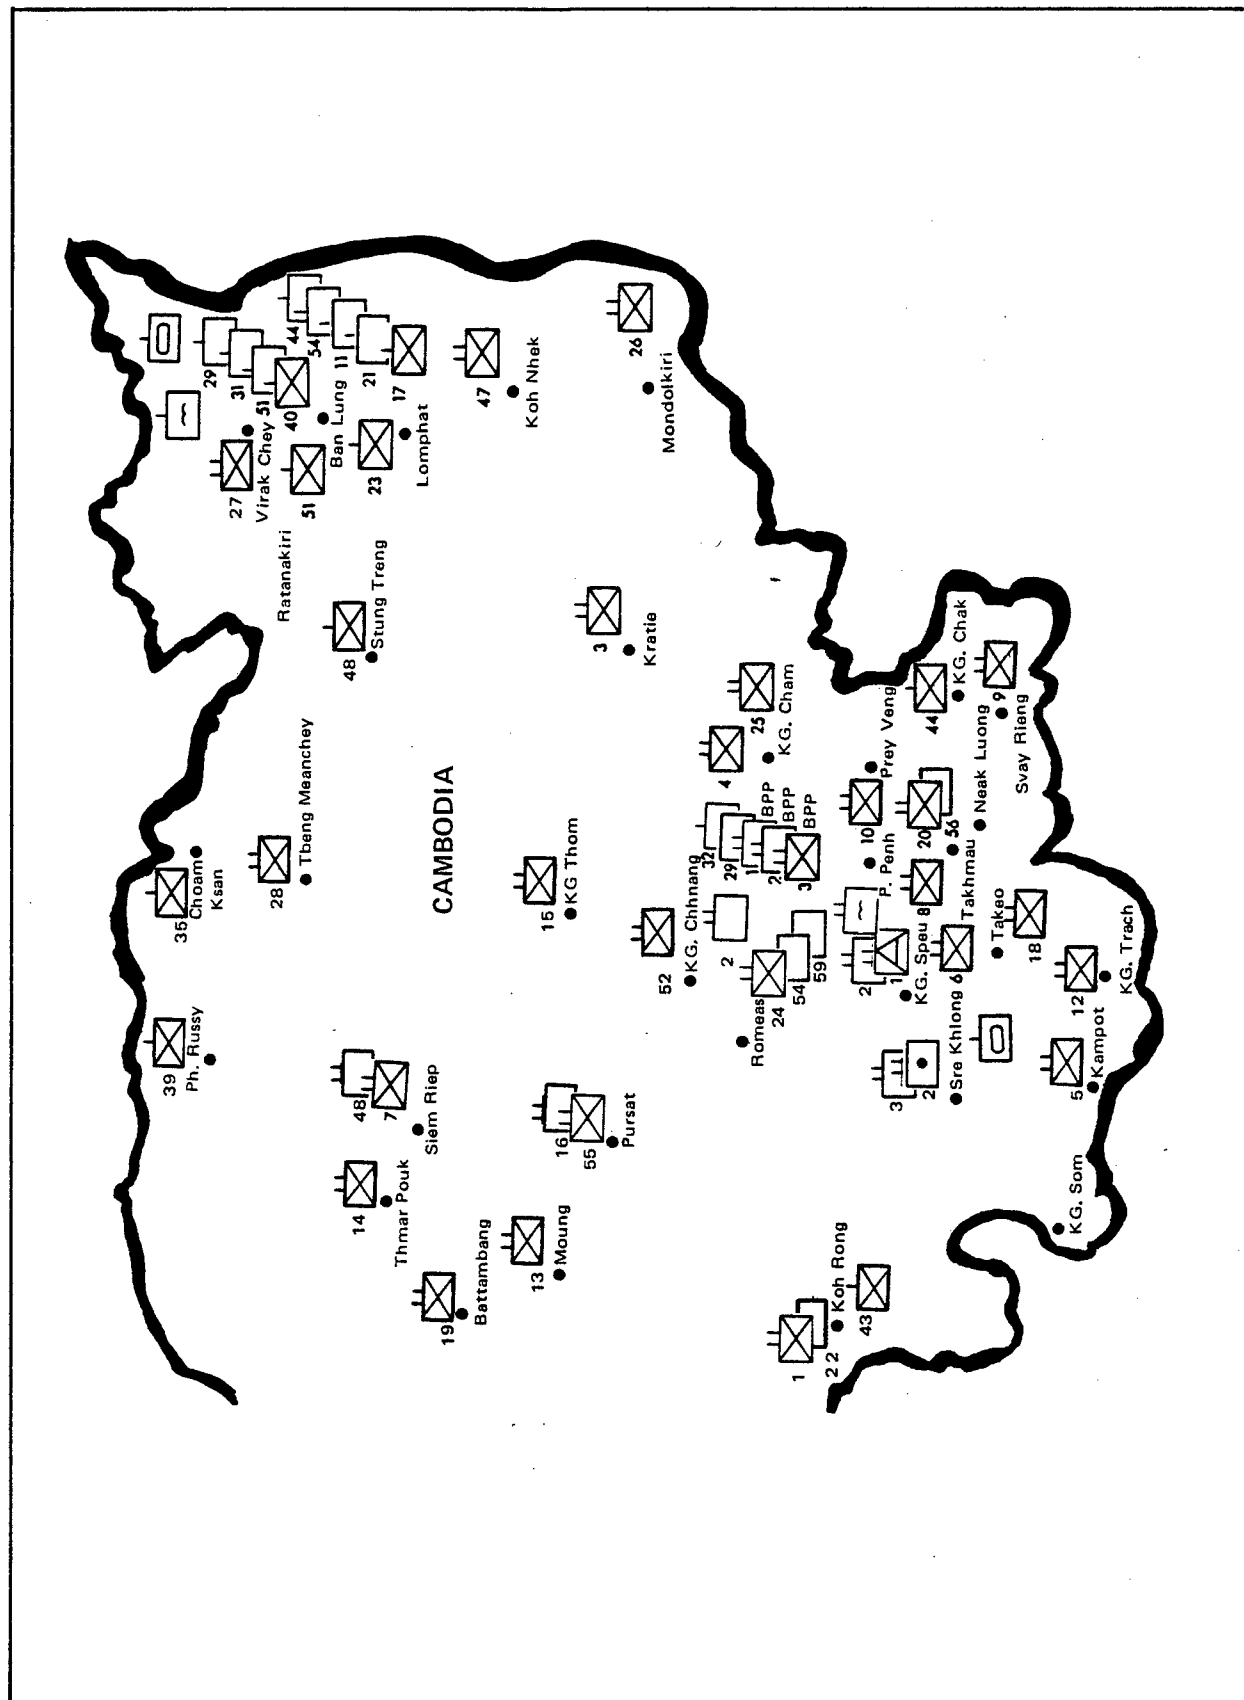 39
Ph. Russy
35
Choam
Ksan
28
Tbeng Meanchey
27
Virak Chey
29
31
51
40
Ratanakiri
51
Ban Lung
44
54
11
21
17
23
Lomphat
48
Stung Treng
14
Thmar Pouk
48
7
Siem Riep
CAMBODIA
19
Battambang
47
Koh Nhek
13
Moung
15
KG Thom
16
55
Pursat
3
Kratie
26
Mondolkiri
52
KG. Chhnang
4
25
KG. Cham
32
29
1 BPP
2 BPP
3 BPP
2
Romeas
24
54
59
1
22
Koh Rong
43
10
Prey Veng
P. Penh
2
1
KG. Speu
8
Takhmau
20
56
Neak Luong
44
KG. Chak
3
2
Sre Khlong
6
Takeo
9
Svay Rieng
18
5
Kampot
12
KG. Trach
KG. Som